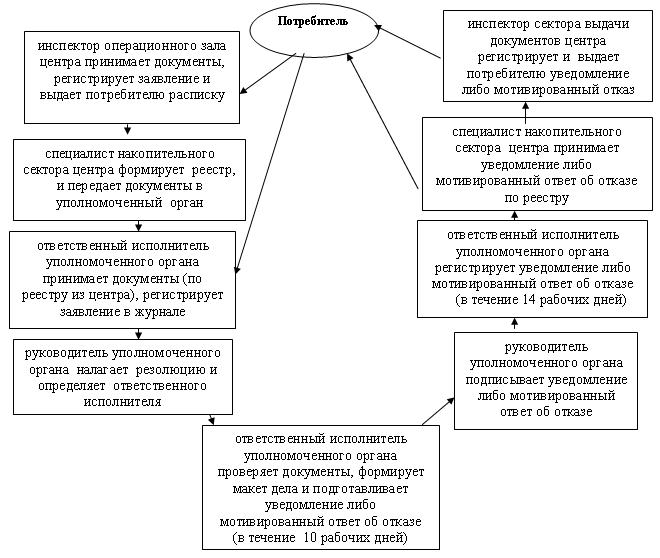 Потребитель
инспектор операционного зала
центра принимает документы,
регистрирует заявление и
выдает потребителю расписку
специалист накопительного
сектора центра формирует реестр,
и передает документы в
уполномоченный орган
ответственный исполнитель
уполномоченного органа
принимает документы (по
реестру из центра), регистрирует
заявление в журнале
руководитель уполномоченного
органа налагает резолюцию и
определяет ответственного
исполнителя
ответственный исполнитель
уполномоченного органа
проверяет документы, формирует
макет дела и подготавливает
уведомление либо
мотивированный ответ об отказе
(в течение 10 рабочих дней)
руководитель
уполномоченного органа
подписывает уведомление
либо мотивированный
ответ об отказе
ответственный исполнитель
уполномоченного органа
регистрирует уведомление либо
мотивированный ответ об отказе
(в течение 14 рабочих дней)
специалист накопительного
сектора центра принимает
уведомление либо
мотивированный ответ об отказе
по реестру
инспектор сектора выдачи
документов центра
регистрирует и выдает
потребителю уведомление
либо мотивированный отказ